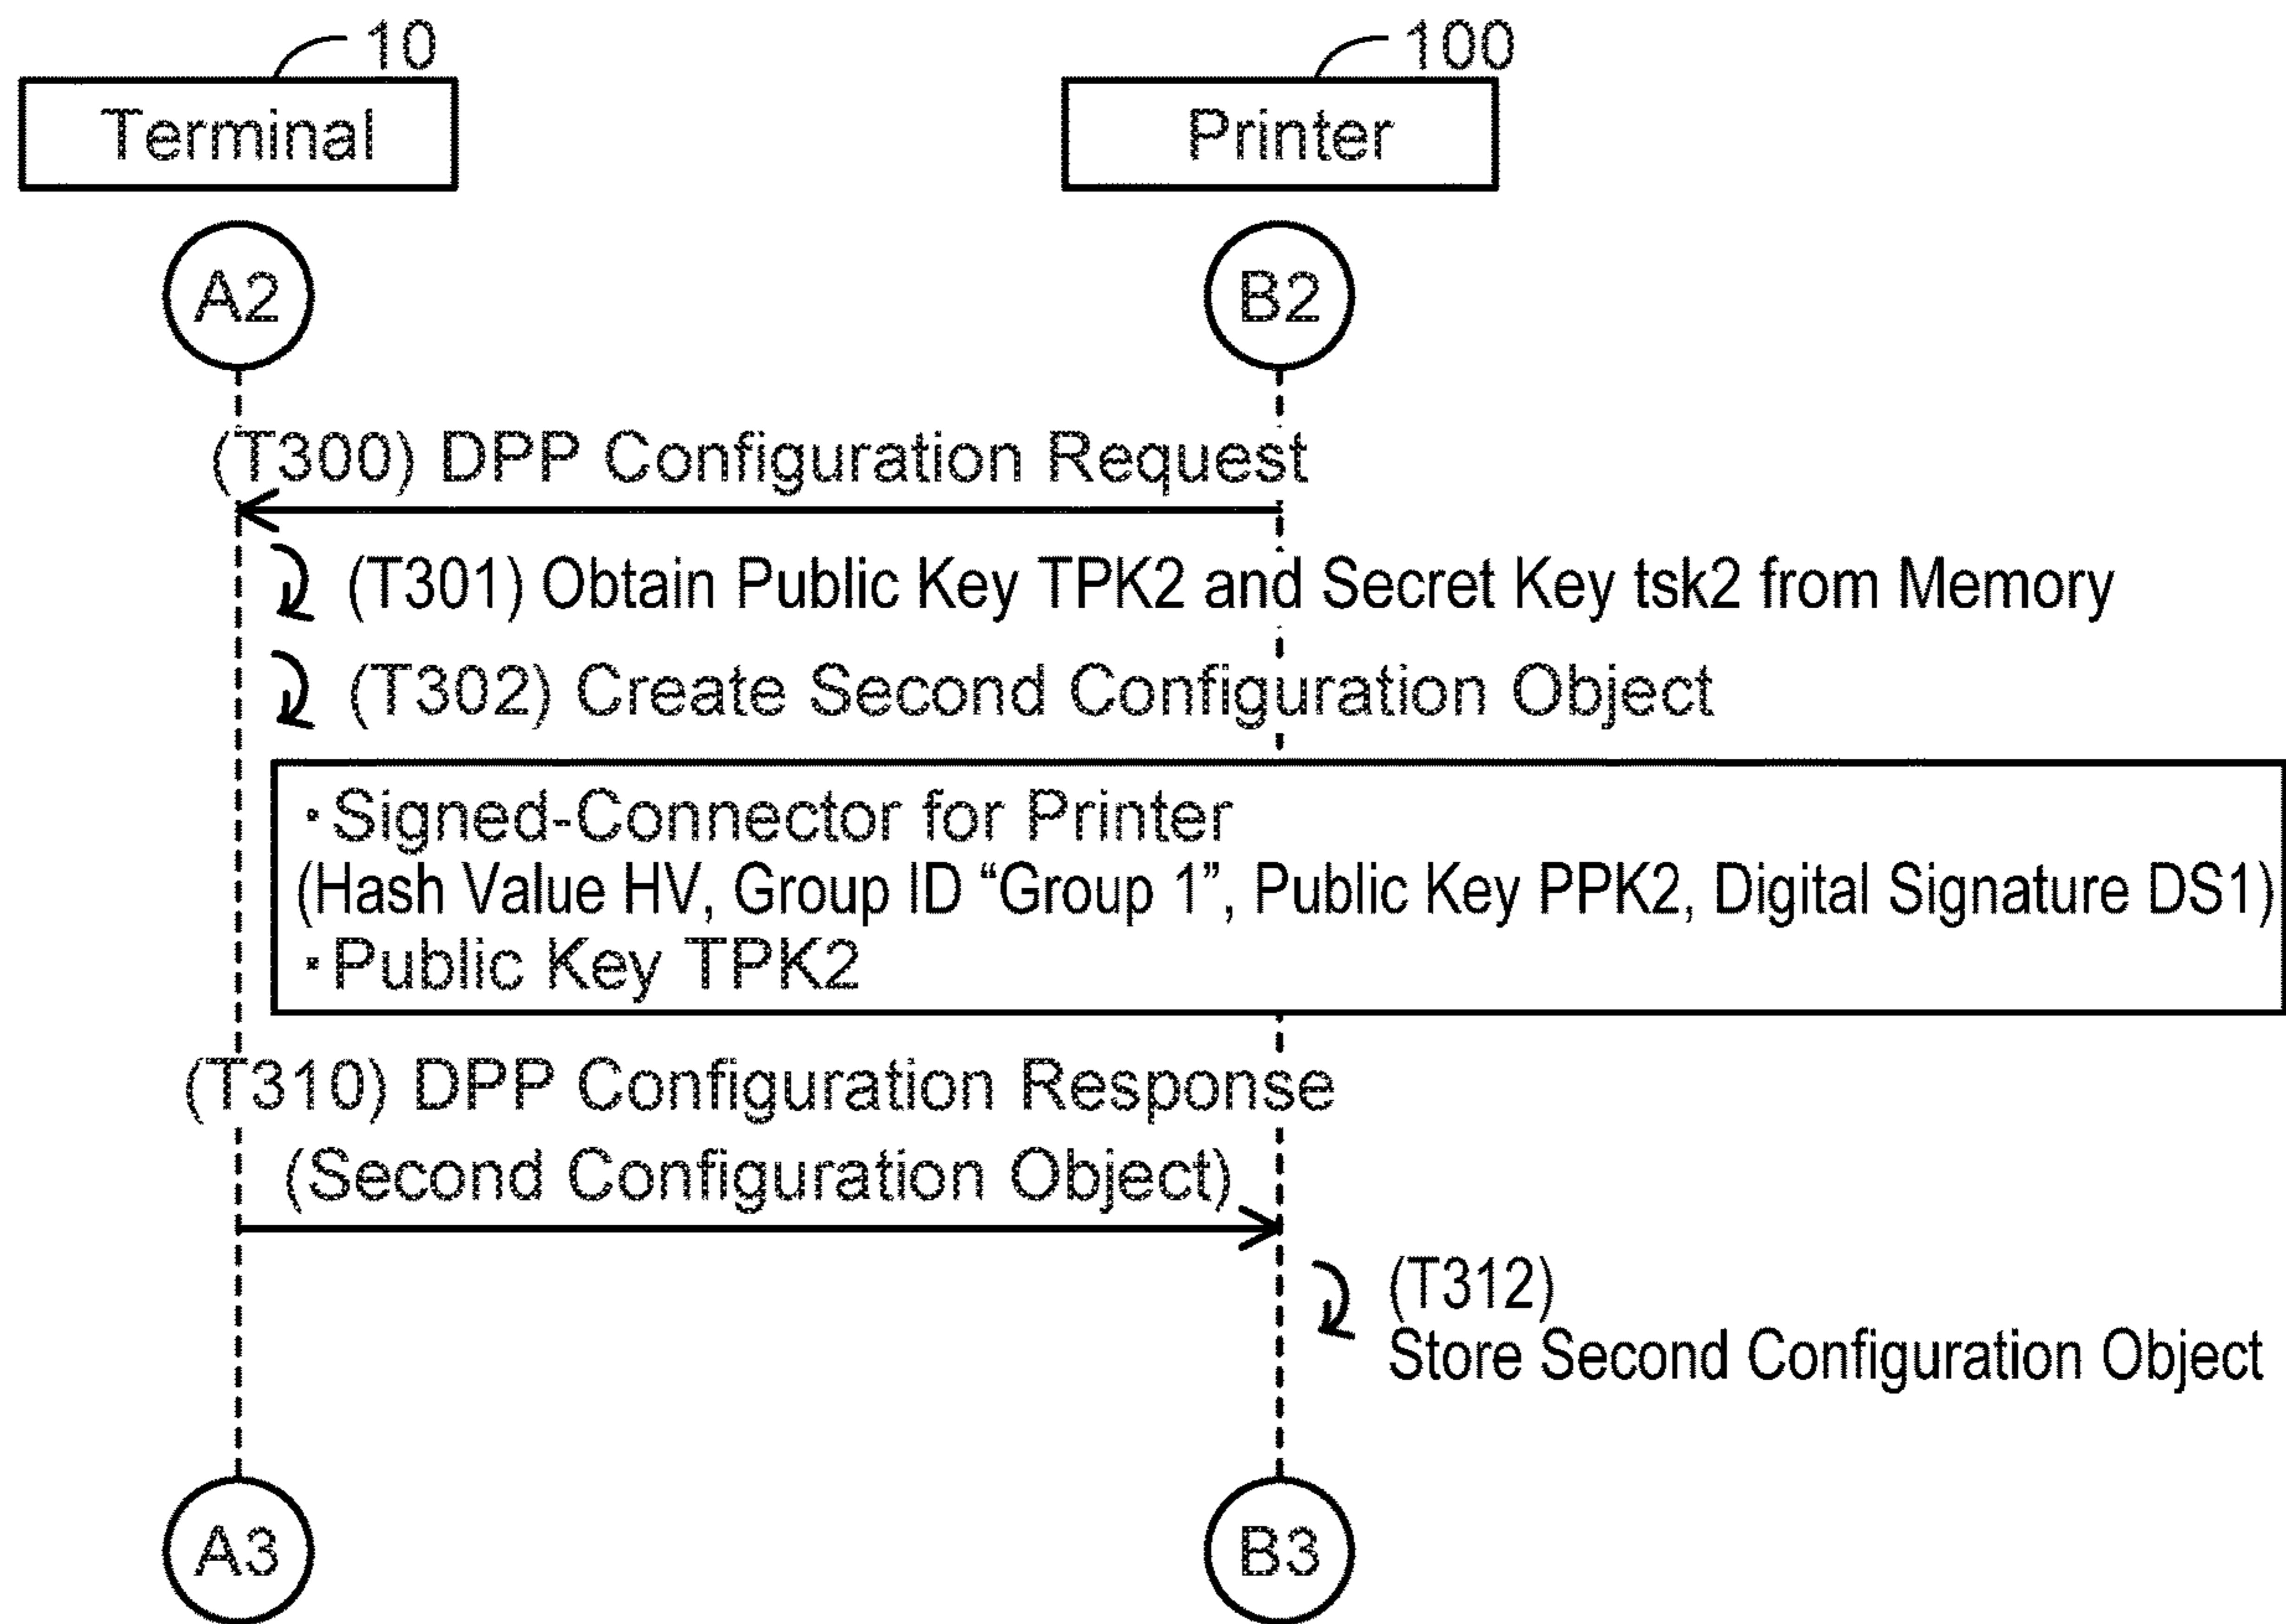 10
100
Terminal
Printer
A2
B2
(T300) DPP Configuration Request
(T301) Obtain Public Key TPK2 and Secret Key tsk2 from Memory
(T302) Create Second Configuration Object
・Signed-Connector for Printer
(Hash Value HV, Group ID “Group 1”, Public Key PPK2, Digital Signature DS1)
・Public Key TPK2
(T310) DPP Configuration Response
(Second Configuration Object)
(T312)
Store Second Configuration Object
A3
B3